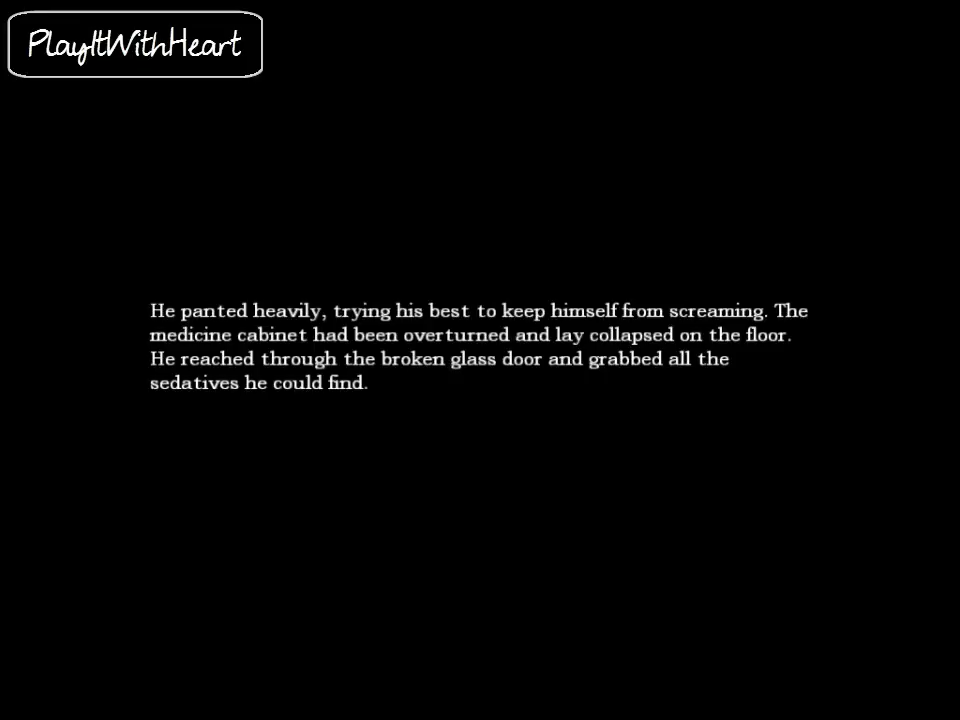 PlayItWithHeart
He panted heavily, trying his best to keep himself from screaming. The
medicine cabinet had been overturned and lay collapsed on the floor.
He reached through the broken glass door and grabbed all the
sedatives he could find.